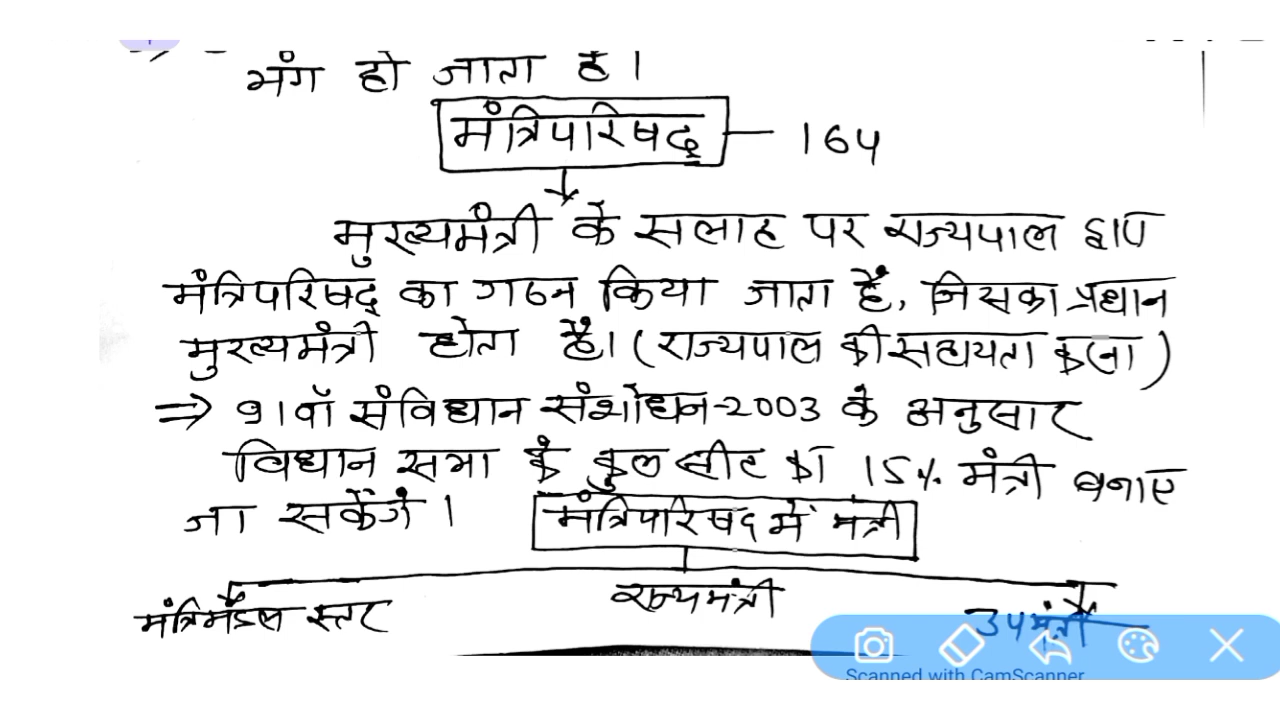 भंग हो जाता है।
मंत्रिपरिषद् — 164
मुख्यमंत्री के सलाह पर राज्यपाल द्वारा
मंत्रिपरिषद् का गठन किया जाता है, जिसका प्रधान
मुख्यमंत्री होता है। (राज्यपाल की सहायता करना)
⇒ 91वाँ संविधान संशोधन-2003 के अनुसार
विधान सभा के कुल सीट का 15% मंत्री बनाए
जा सकेंगे।
मंत्रिपरिषद में मंत्री
मंत्रिमंडल स्तर राज्यमंत्री उपमंत्री
Scanned with CamScanner